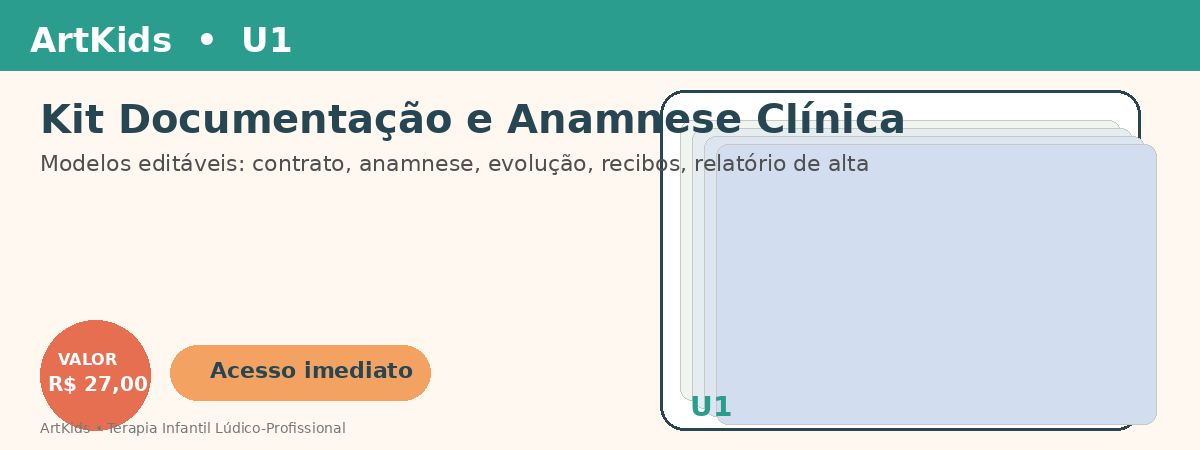 ArtKids • U1
Kit Documentação e Anamnese Clínica
Modelos editáveis: contrato, anamnese, evolução, recibos, relatório de alta
VALOR
R$ 27,00
Acesso imediato
U1
ArtKids • Terapia Infantil Lúdico-Profissional